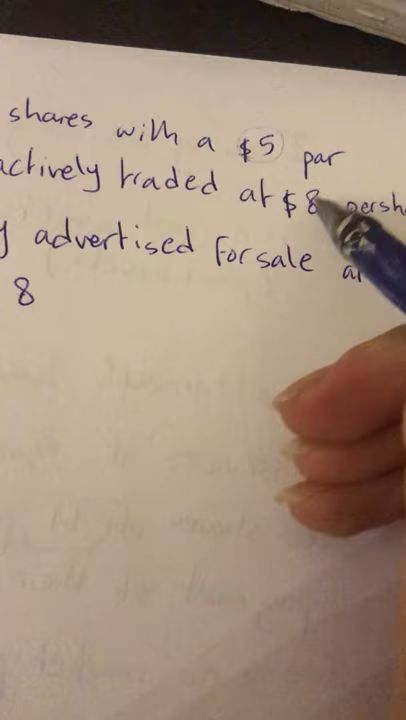 shares with a $5 par
actively traded at $8
advertised for sale
8